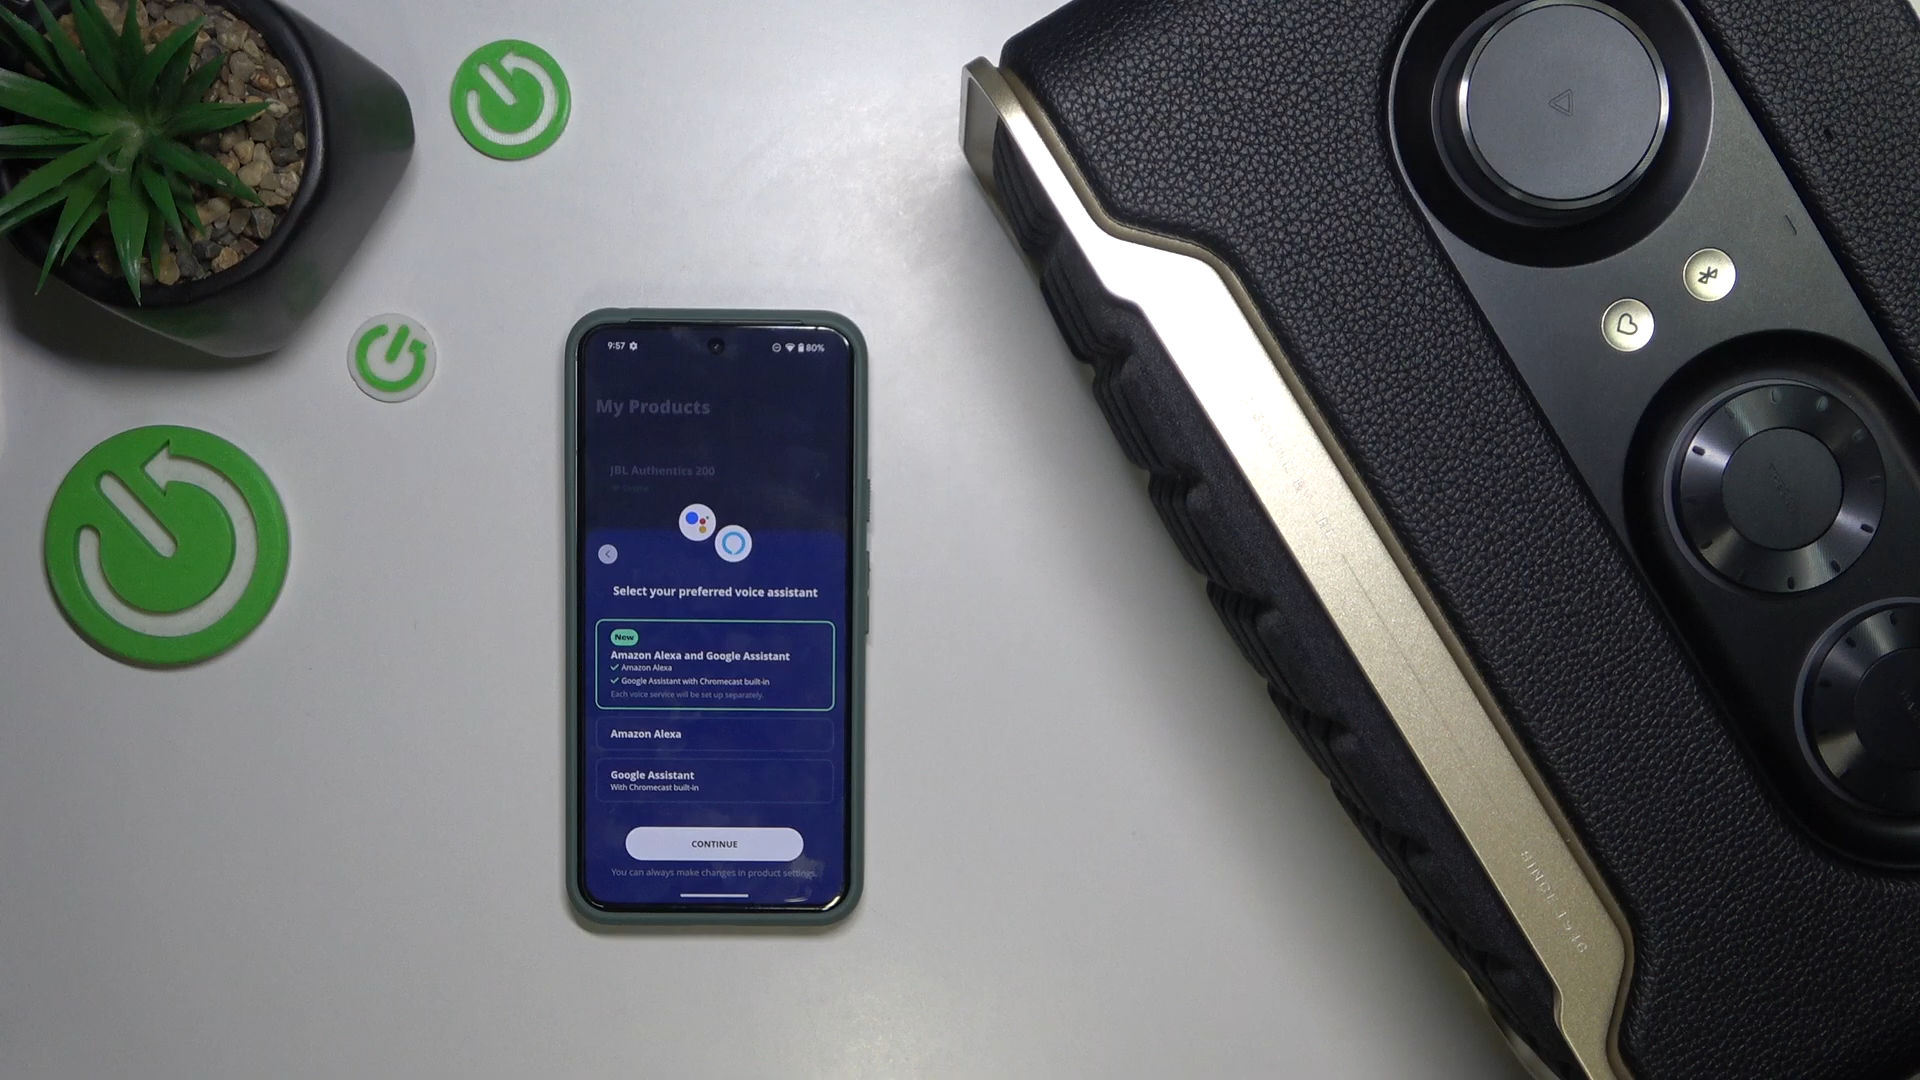 9:57
80%
My Products
JBL Authentics 200
Select your preferred voice assistant
New
Amazon Alexa and Google Assistant
Amazon Alexa
Google Assistant with Chromecast built-in
Each voice service will be set up separately.
Amazon Alexa
Google Assistant
With Chromecast built-in
CONTINUE
You can always make changes in product settings.
SINCE 1946